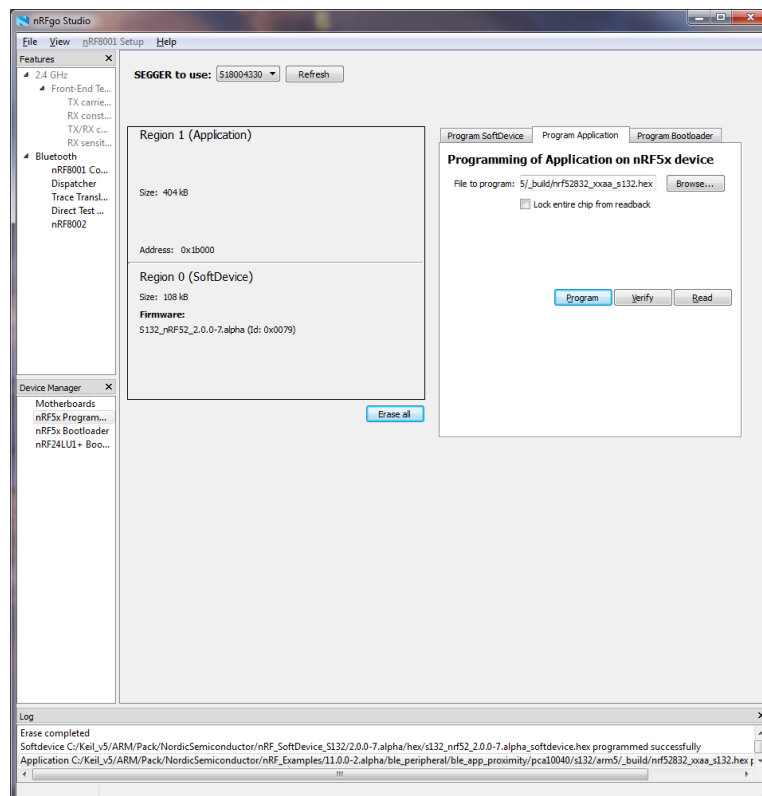 nRFgo Studio
File View nRF8001 Setup Help
Features
2.4 GHz
Front-End Te...
TX carrie...
RX const...
TX/RX c...
RX sensit...
Bluetooth
nRF8001 Co...
Dispatcher
Trace Transl...
Direct Test ...
nRF8002
Device Manager
Motherboards
nRF5x Program...
nRF5x Bootloader
nRF24LU1+ Boo...
SEGGER to use: 518004330 Refresh
Region 1 (Application)
Size: 404 kB
Address: 0x1b000
Region 0 (SoftDevice)
Size: 108 kB
Firmware:
S132_nRF52_2.0.0-7.alpha (Id: 0x0079)
Erase all
Program SoftDevice Program Application Program Bootloader
Programming of Application on nRF5x device
File to program: 5/_build/nrf52832_xxaa_s132.hex Browse...
Lock entire chip from readback
Program Verify Read
Log
Erase completed
Softdevice C:/Keil_v5/ARM/Pack/NordicSemiconductor/nRF_SoftDevice_S132/2.0.0-7.alpha/hex/s132_nrf52_2.0.0-7.alpha_softdevice.hex programmed successfully
Application C:/Keil_v5/ARM/Pack/NordicSemiconductor/nRF_Examples/11.0.0-2.alpha/ble_peripheral/ble_app_proximity/pca10040/s132/arm5/_build/nrf52832_xxaa_s132.hex p